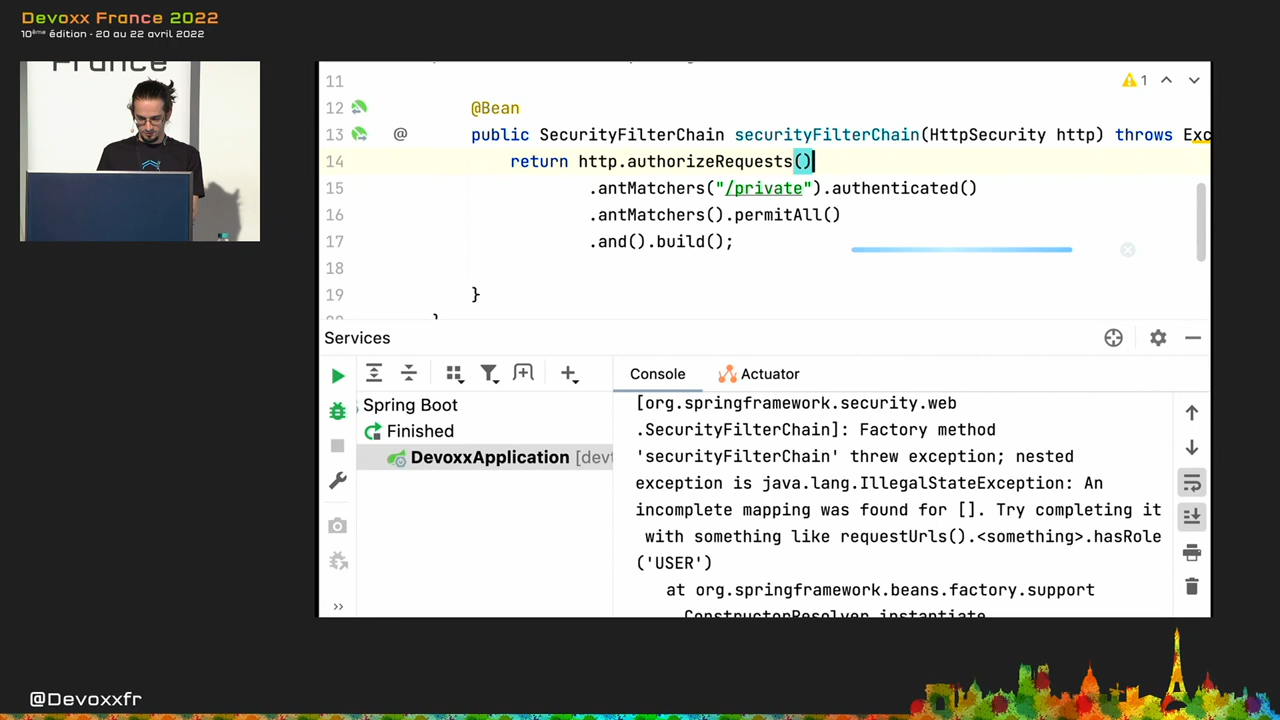 Devoxx France 2022
10ème édition - 20 au 22 avril 2022
France
11
12 @Bean
13 @ public SecurityFilterChain securityFilterChain(HttpSecurity http) throws Exc
14 return http.authorizeRequests()
15 .antMatchers("/private").authenticated()
16 .antMatchers().permitAll()
17 .and().build();
18
19 }
1
Services
Console Actuator
Spring Boot
Finished
DevoxxApplication [devt
[org.springframework.security.web
.SecurityFilterChain]: Factory method
'securityFilterChain' threw exception; nested
exception is java.lang.IllegalStateException: An
incomplete mapping was found for []. Try completing it
with something like requestUrls().<something>.hasRole
('USER')
at org.springframework.beans.factory.support
.ConstructorResolver.instantiate
@Devoxxfr